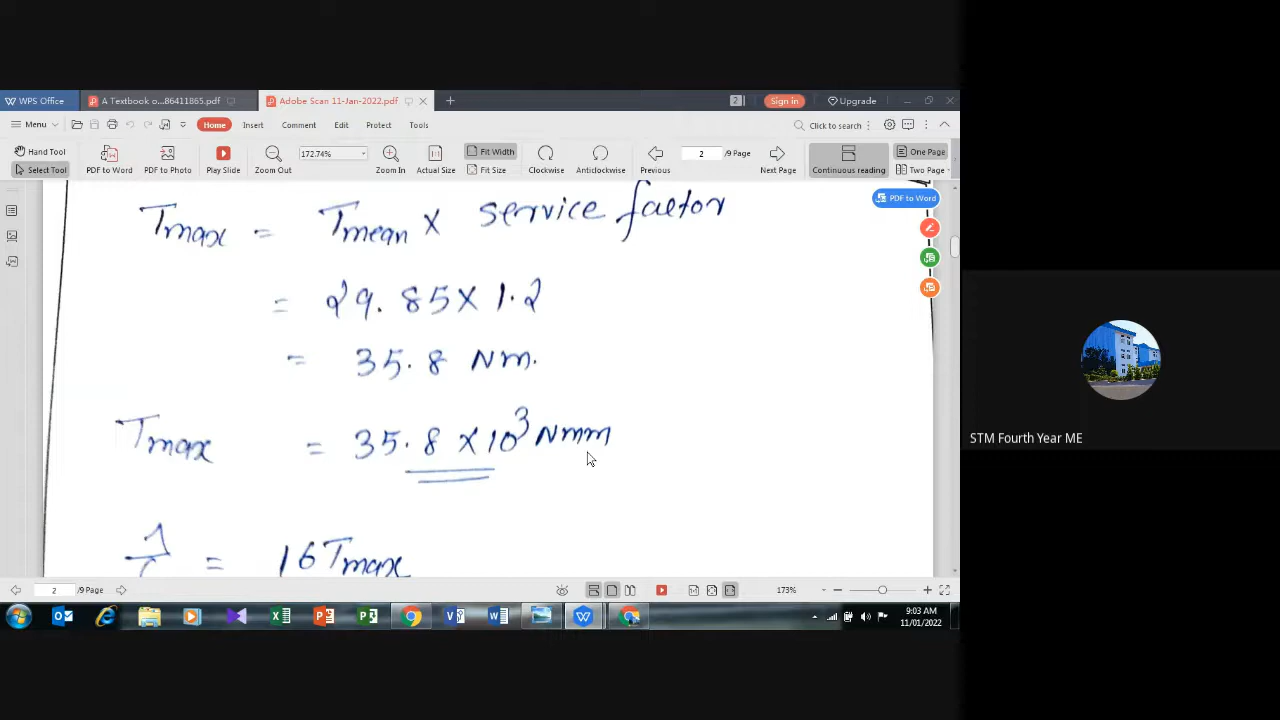 WPS Office
A Textbook o...86411865.pdf
Adobe Scan 11-Jan-2022.pdf
2
Sign in
Upgrade
Menu
Home
Insert
Comment
Edit
Protect
Tools
Click to search
Hand Tool
Select Tool
PDF to Word
PDF to Photo
Play Slide
Zoom Out
172.74%
Zoom In
Actual Size
Fit Width
Fit Size
Clockwise
Anticlockwise
Previous
2
/9 Page
Next Page
Continuous reading
One Page
Two Page
PDF to Word
Tmax = Tmean × service factor
= 29.85 × 1.2
= 35.8 Nm.
Tmax = 35.8 × 10³ Nmm
= 16 Tmax
STM Fourth Year ME
2
/9 Page
173%
9:03 AM
11/01/2022